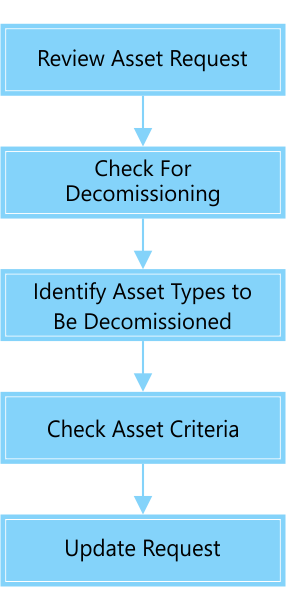 Review Asset Request
Check For
Decomissioning
Identify Asset Types to
Be Decomissioned
Check Asset Criteria
Update Request